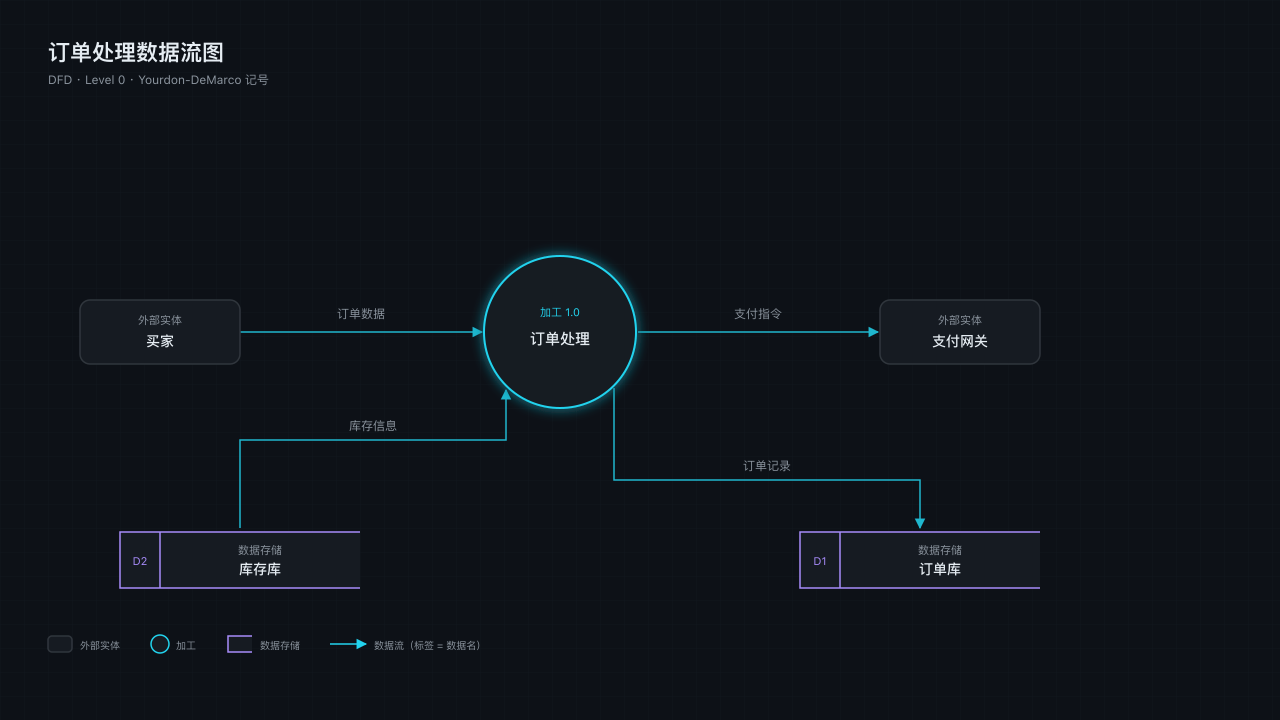 订单处理数据流图
DFD · Level 0 · Yourdon-DeMarco 记号
加工 1.0
订单处理
外部实体
买家
订单数据
支付指令
外部实体
支付网关
库存信息
订单记录
D2
数据存储
库存库
D1
数据存储
订单库
外部实体
加工
数据存储
数据流（标签 = 数据名）